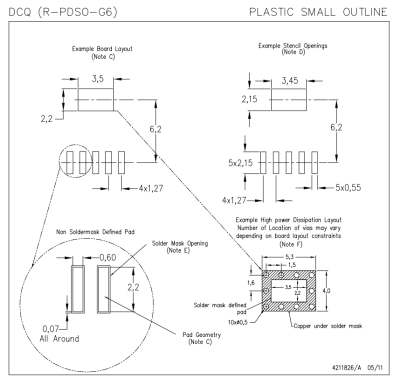 DCQ (R-PDSO-G6)
PLASTIC SMALL OUTLINE
Example Board Layout
(Note C)
3,5
2,2
6,2
4x1,27
Example Stencil Openings
(Note D)
3,45
2,15
6,2
5x2,15
4x1,27
5x0,55
Non Soldermask Defined Pad
Solder Mask Opening
(Note E)
0,60
2,2
0,07
All Around
Pad Geometry
(Note C)
Example High power Dissipation Layout
Number of Location of vias may vary
depending on board layout constraints
(Note F)
5,3
1,5
1,6
3,5
2,2
4,0
Solder mask defined
pad
10xø0,5
Copper under solder mask
4211826/A 05/11